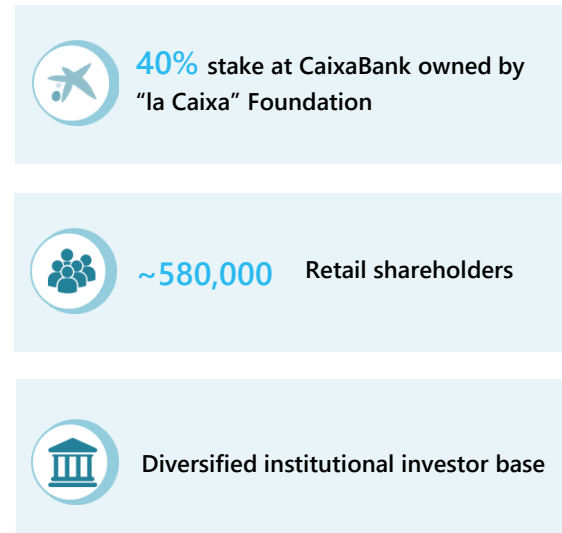 40% stake at CaixaBank owned by
“la Caixa” Foundation
~580,000 Retail shareholders
Diversified institutional investor base